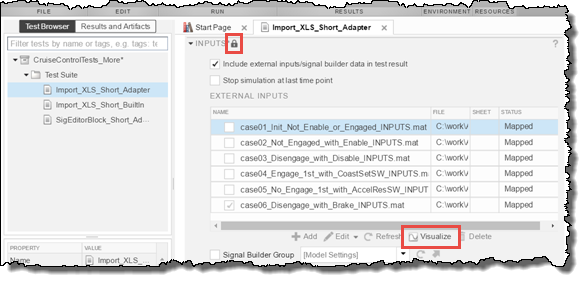 FILE EDIT RUN RESULTS ENVIRONMENT RESOURCES
Test Browser Results and Artifacts
Start Page × Import_XLS_Short_Adapter ×
Filter tests by name or tags, e.g. tags: te
INPUTS*
?
CruiseControlTests_More*
Include external inputs/signal builder data in test result
Test Suite
Stop simulation at last time point
Import_XLS_Short_Adapter
EXTERNAL INPUTS
Import_XLS_Short_BuiltIn
NAME FILE SHEET STATUS
SigEditorBlock_Short_Ad...
case01_Init_Not_Enable_or_Engaged_INPUTS.mat C:\work\ Mapped
case02_Not_Engaged_with_Enable_INPUTS.mat C:\work\ Mapped
case03_Disengage_with_Disable_INPUTS.mat C:\work\ Mapped
case04_Engage_1st_with_CoastSetSW_INPUTS... C:\work\ Mapped
case05_No_Engage_1st_with_AccelResSW_INPUT... C:\work\ Mapped
case06_Disengage_with_Brake_INPUTS.mat C:\work\ Mapped
Add Edit Refresh Visualize Delete
PROPERTY VALUE
Name Import_XLS_...
Signal Builder Group [Model Settings]